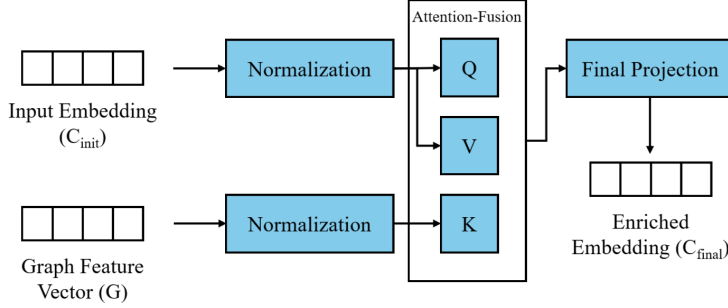 Attention-Fusion
Normalization
Q
Final Projection
Input Embedding
(C_init)
V
Normalization
K
Enriched
Embedding (C_final)
Graph Feature
Vector (G)